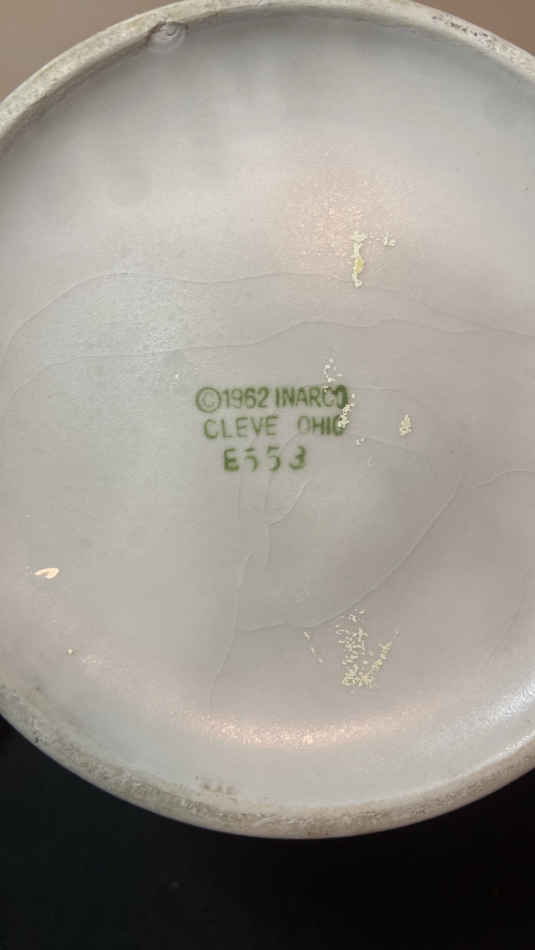 ©1962 INARCO
CLEVE OHIO
E553